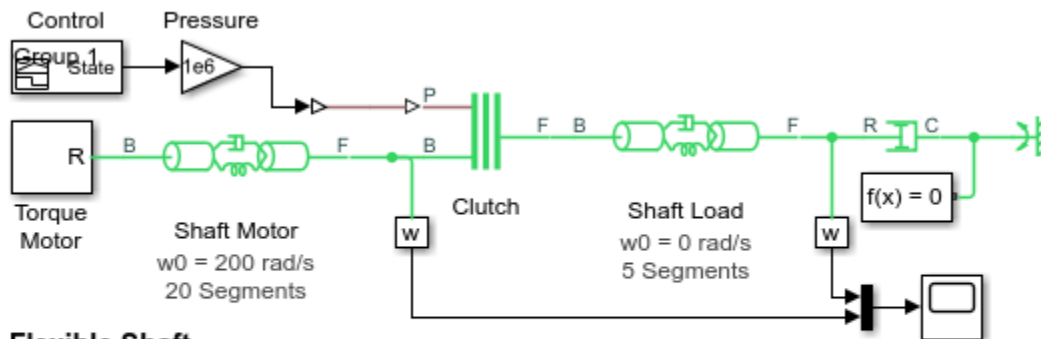 Control
Pressure
Group 1
State
1e6
P
R
B
F
B
F
B
F
R
C
f(x) = 0
Torque
Motor
Shaft Motor
w0 = 200 rad/s
20 Segments
Clutch
w
Shaft Load
w0 = 0 rad/s
5 Segments
w
Flexible Shaft